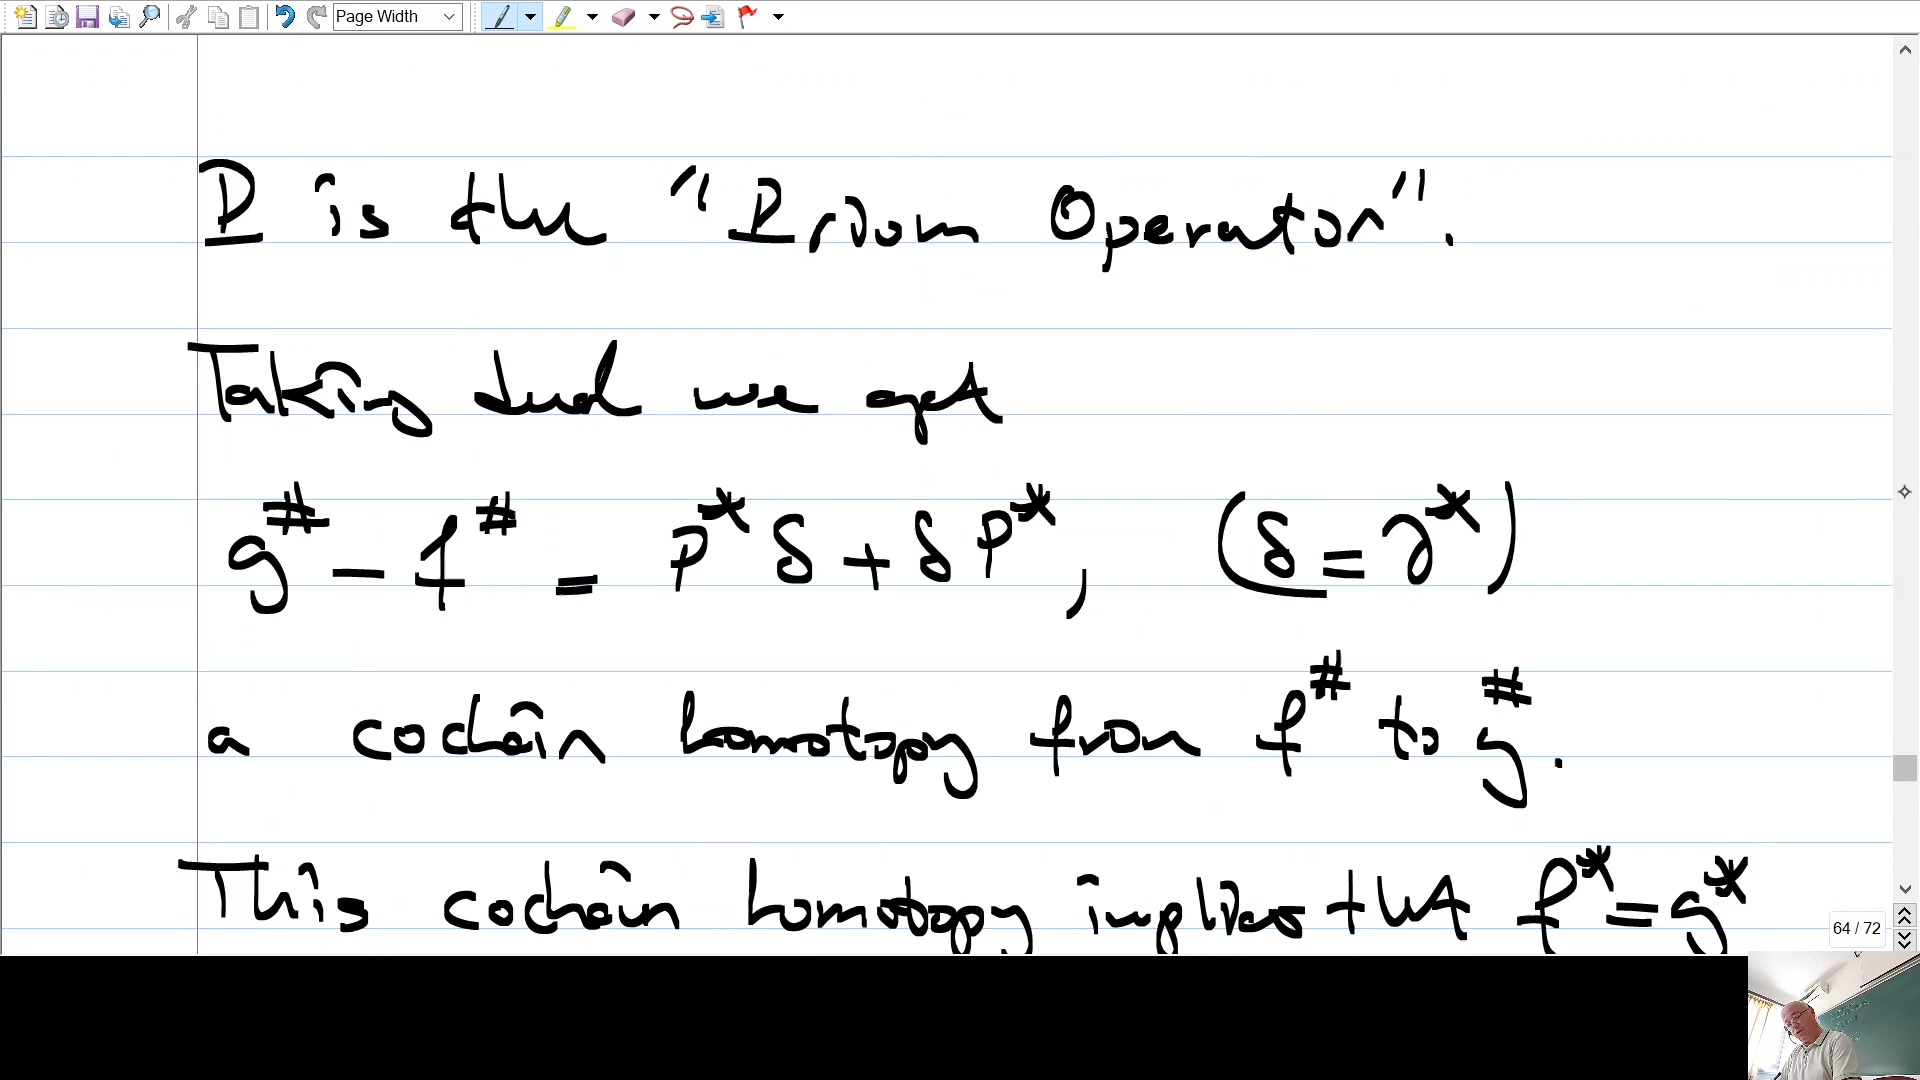 Page Width
P is the "Prism Operator".
Taking dual we get
g^# - f^# = P^* δ + δ P^*, (δ = ∂^*)
a cochain homotopy from f^# to g^#.
This cochain homotopy implies that f^* = g^*
64 / 72